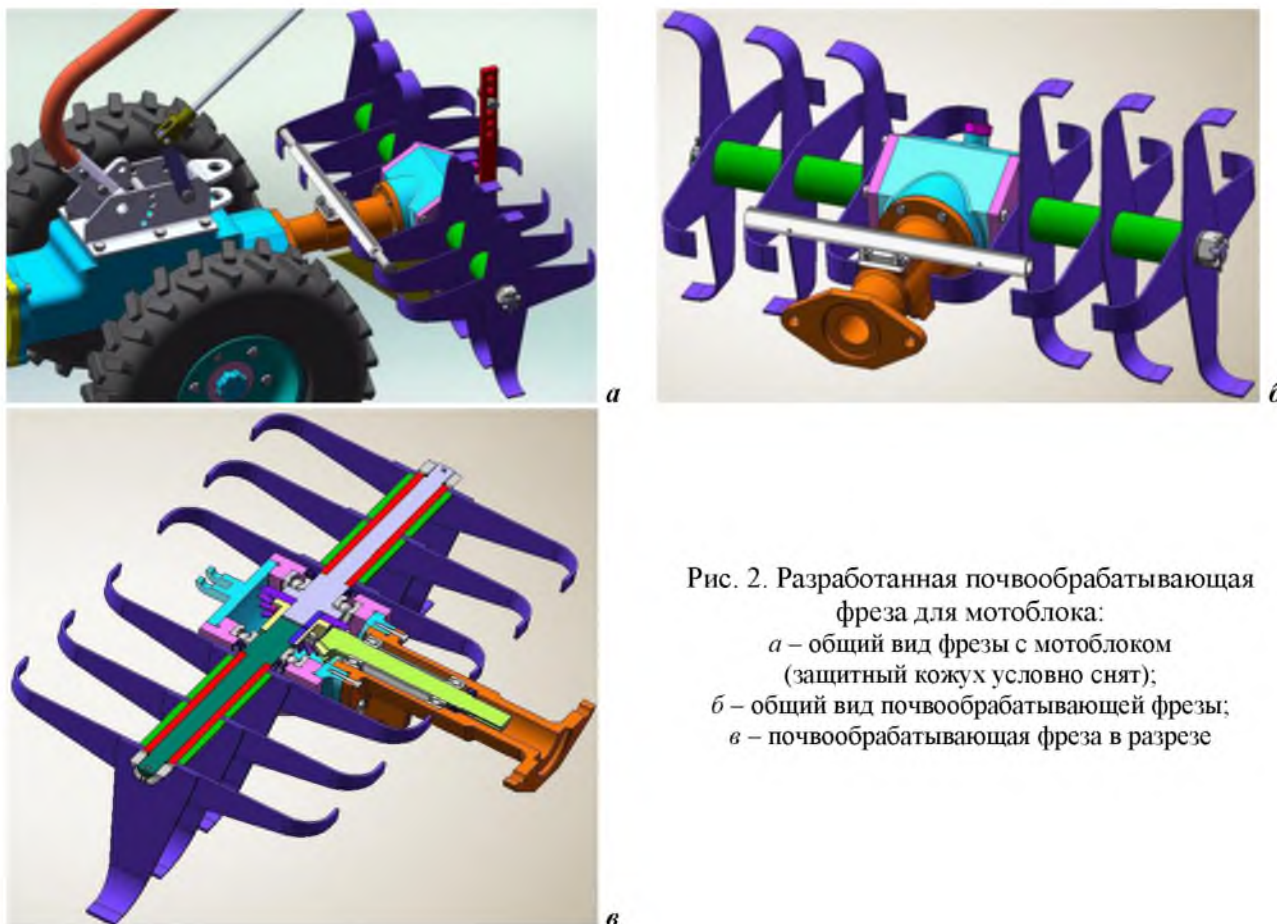 а
б
в
Рис. 2. Разработанная почвообрабатывающая
фреза для мотоблока:
а – общий вид фрезы с мотоблоком
(защитный кожух условно снят);
б – общий вид почвообрабатывающей фрезы;
в – почвообрабатывающая фреза в разрезе